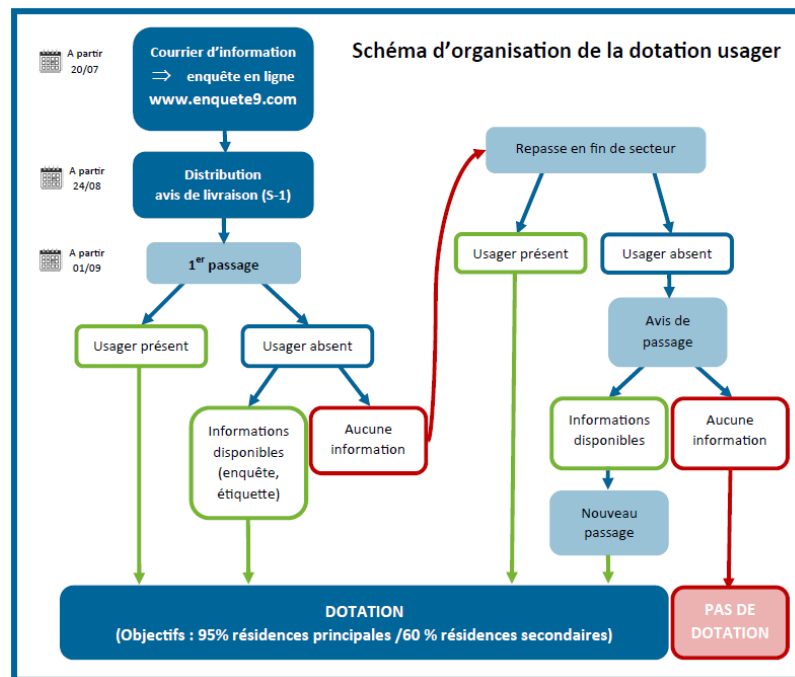 Schéma d'organisation de la dotation usager
A partir
20/07
Courrier d'information
⇒ enquête en ligne
www.enquete9.com
A partir
24/08
Distribution
avis de livraison (S-1)
A partir
01/09
1er passage
Usager présent
Usager absent
Informations
disponibles
(enquête,
étiquette)
Aucune
information
Repasse en fin de secteur
Usager présent
Usager absent
Avis de
passage
Informations
disponibles
Aucune
information
Nouveau
passage
DOTATION
(Objectifs : 95% résidences principales /60 % résidences secondaires)
PAS DE
DOTATION